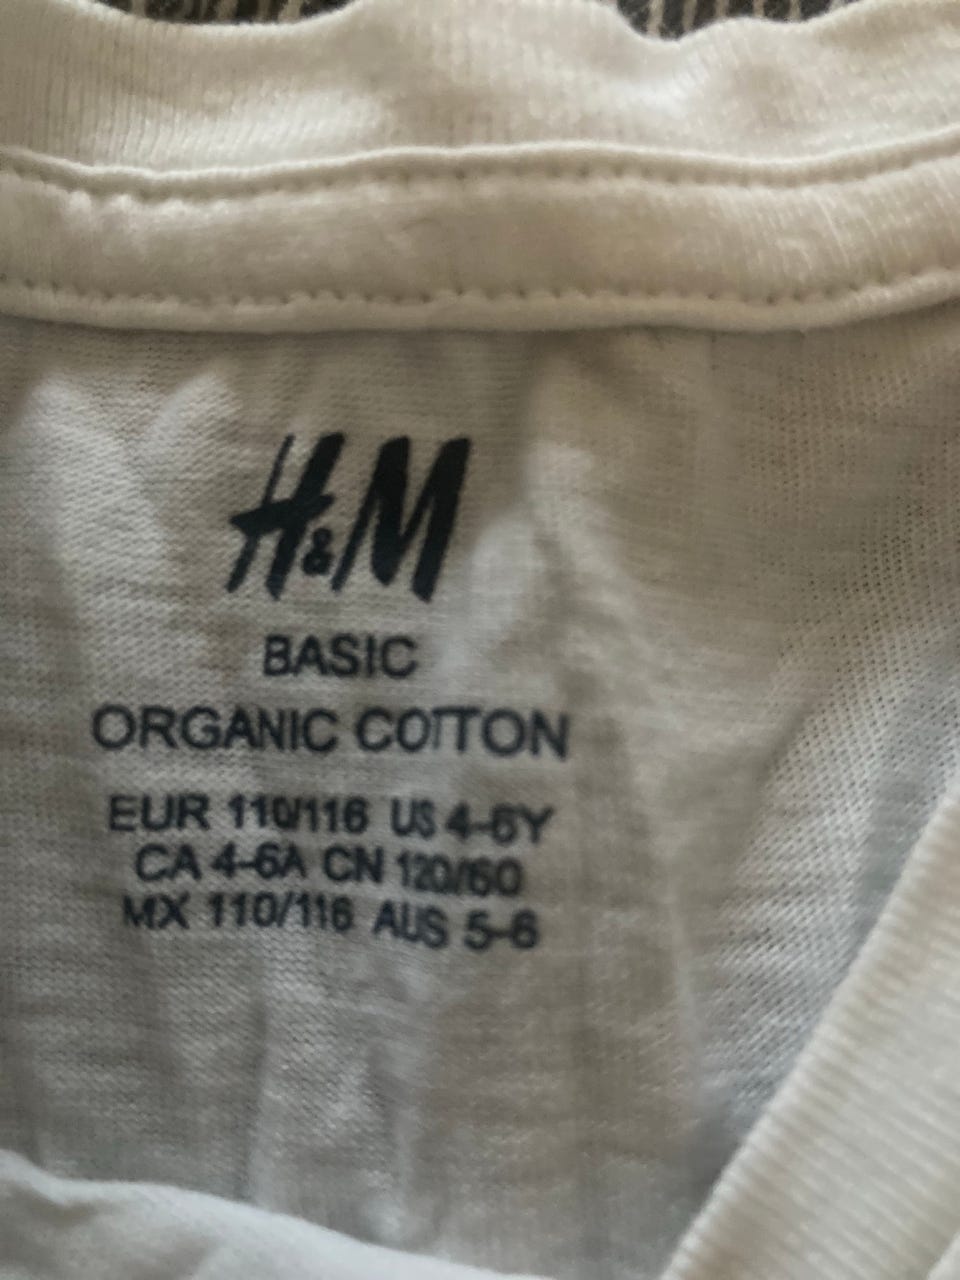 H&M
BASIC
ORGANIC COTTON
EUR 110/116 US 4-6Y
CA 4-6A CN 120/60
MX 110/116 AUS 5-6